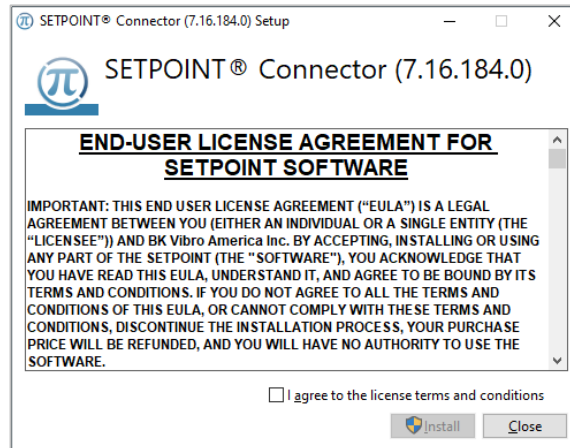 SETPOINT® Connector (7.16.184.0) Setup
SETPOINT® Connector (7.16.184.0)
END-USER LICENSE AGREEMENT FOR
SETPOINT SOFTWARE
IMPORTANT: THIS END USER LICENSE AGREEMENT (“EULA”) IS A LEGAL
AGREEMENT BETWEEN YOU (EITHER AN INDIVIDUAL OR A SINGLE ENTITY (THE
“LICENSEE”)) AND BK Vibro America Inc. BY ACCEPTING, INSTALLING OR USING
ANY PART OF THE SETPOINT (THE "SOFTWARE"), YOU ACKNOWLEDGE THAT
YOU HAVE READ THIS EULA, UNDERSTAND IT, AND AGREE TO BE BOUND BY ITS
TERMS AND CONDITIONS. IF YOU DO NOT AGREE TO ALL THE TERMS AND
CONDITIONS OF THIS EULA, OR CANNOT COMPLY WITH THESE TERMS AND
CONDITIONS, DISCONTINUE THE INSTALLATION PROCESS, YOUR PURCHASE
PRICE WILL BE REFUNDED, AND YOU WILL HAVE NO AUTHORITY TO USE THE
SOFTWARE.
I agree to the license terms and conditions
Install
Close